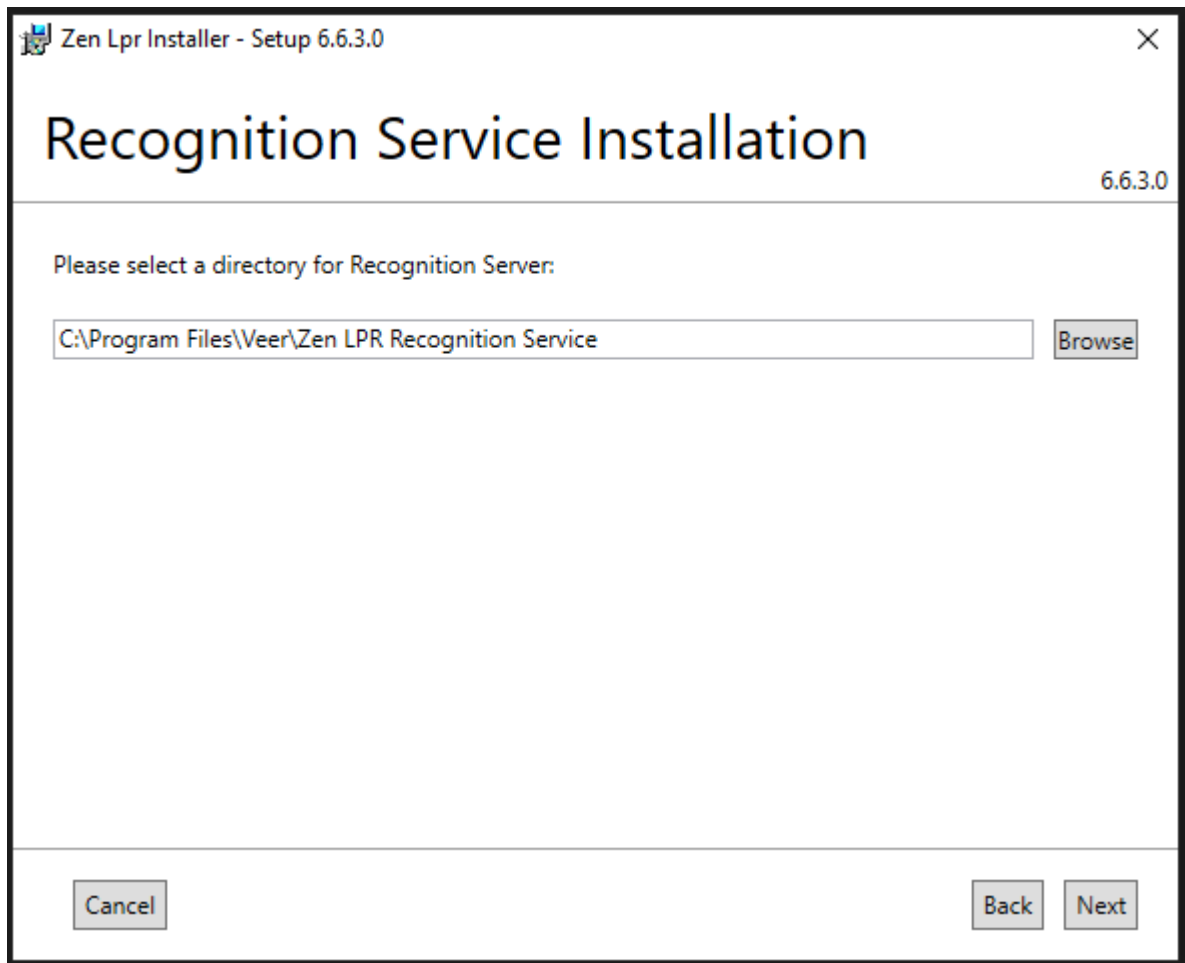 Zen Lpr Installer - Setup 6.6.3.0
Recognition Service Installation
6.6.3.0
Please select a directory for Recognition Server:
C:\Program Files\Veer\Zen LPR Recognition Service
Browse
Cancel
Back
Next